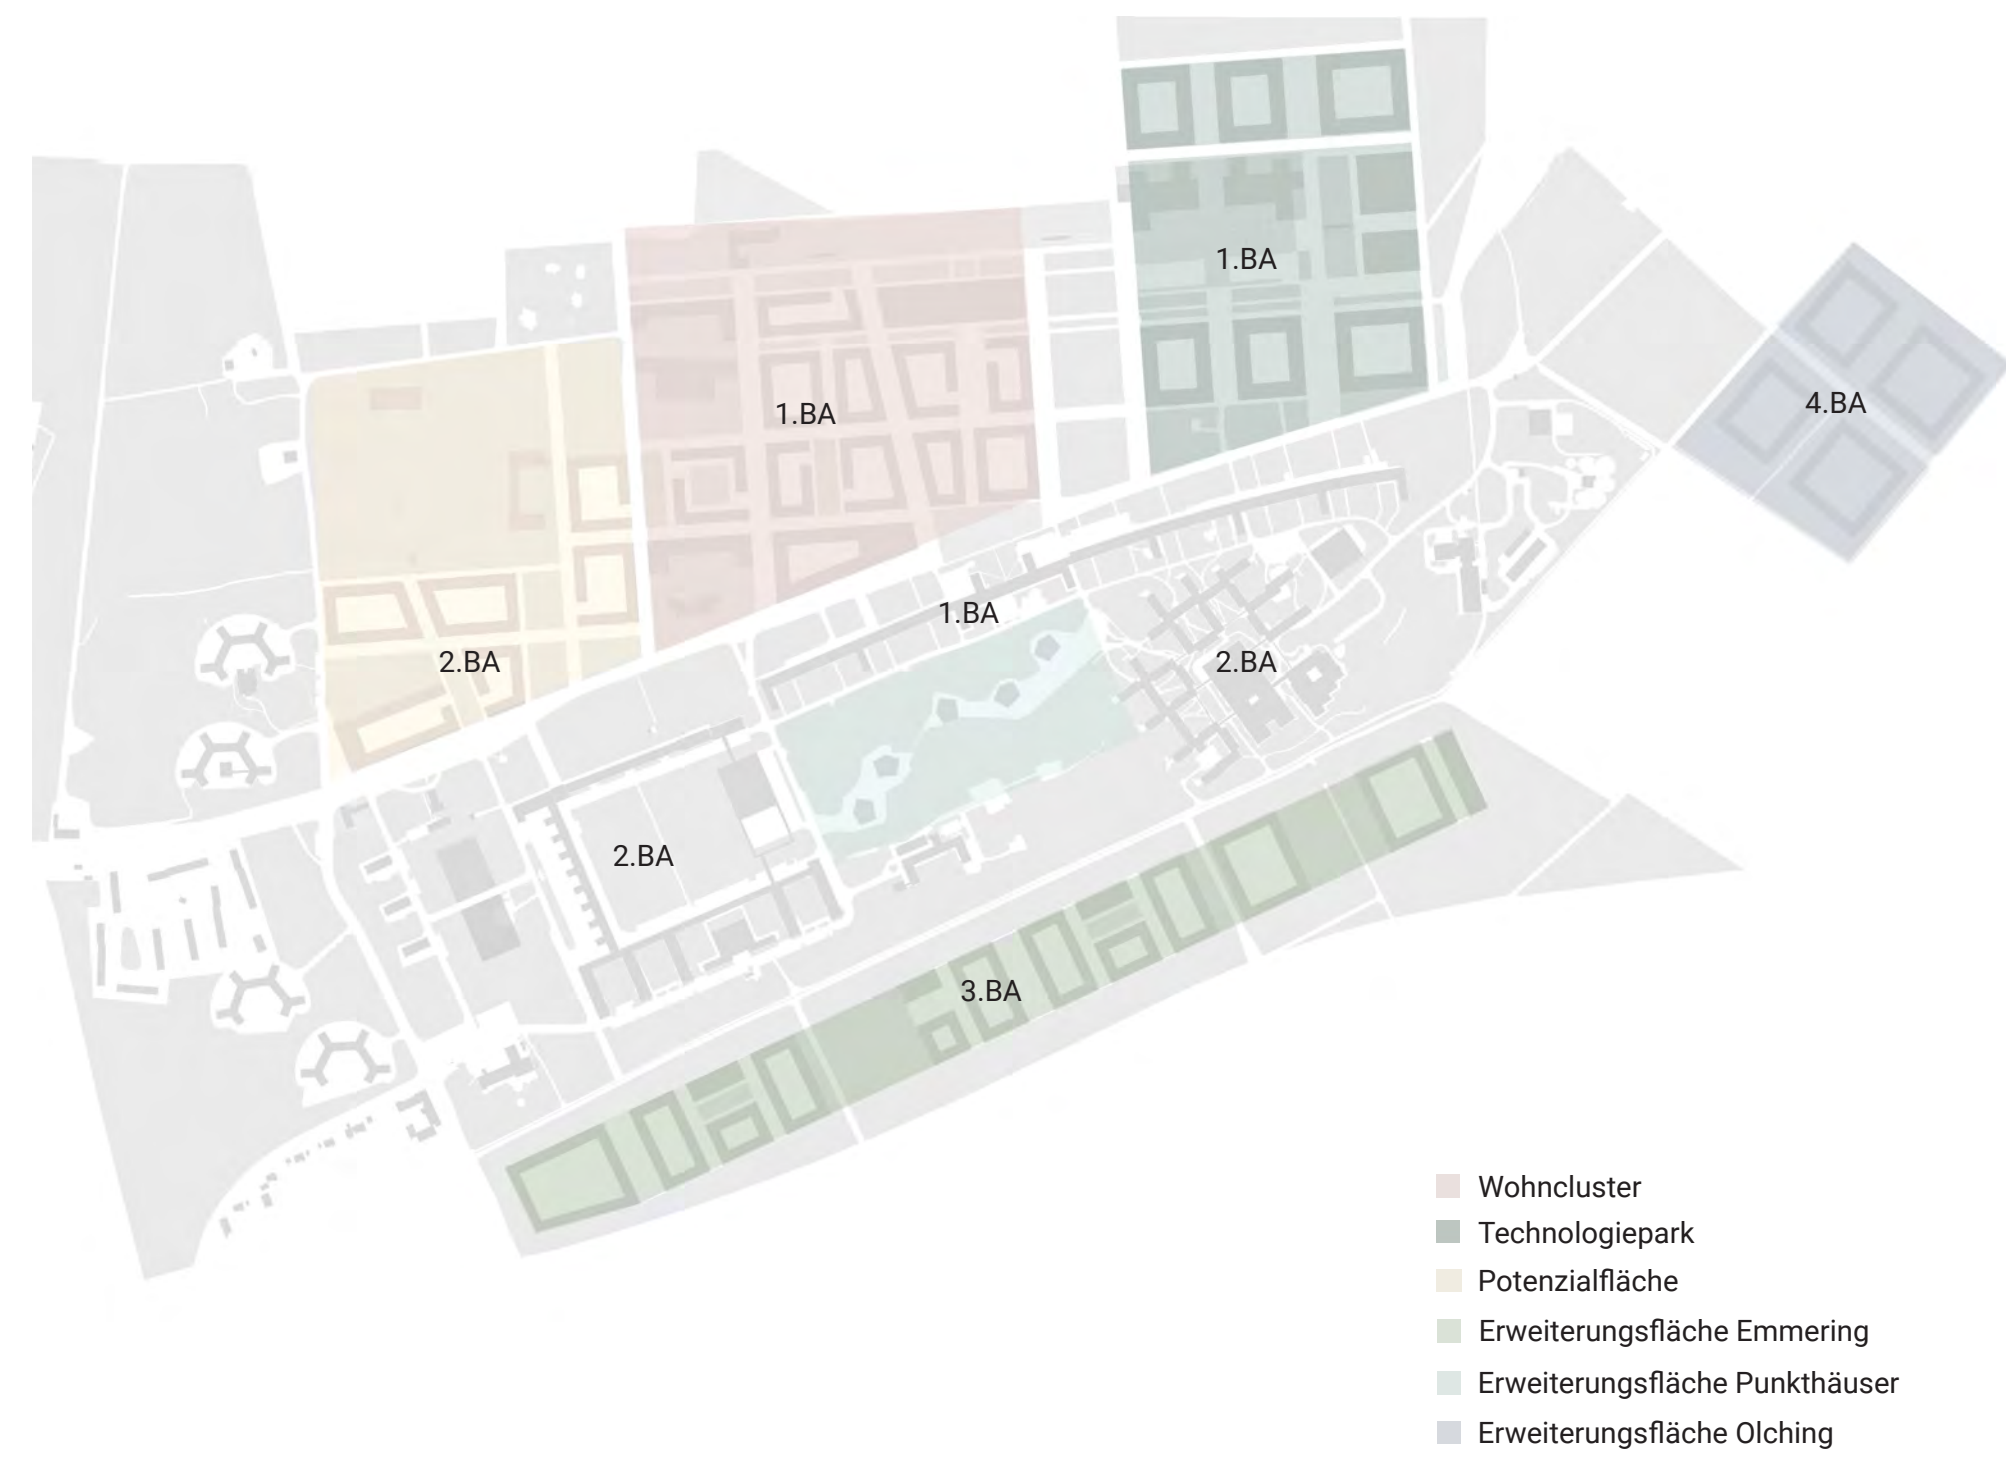 1.BA
1.BA
4.BA
1.BA
2.BA
2.BA
2.BA
3.BA
Wohncluster
Technologiepark
Potenzialfläche
Erweiterungsfläche Emmering
Erweiterungsfläche Punkthäuser
Erweiterungsfläche Olching